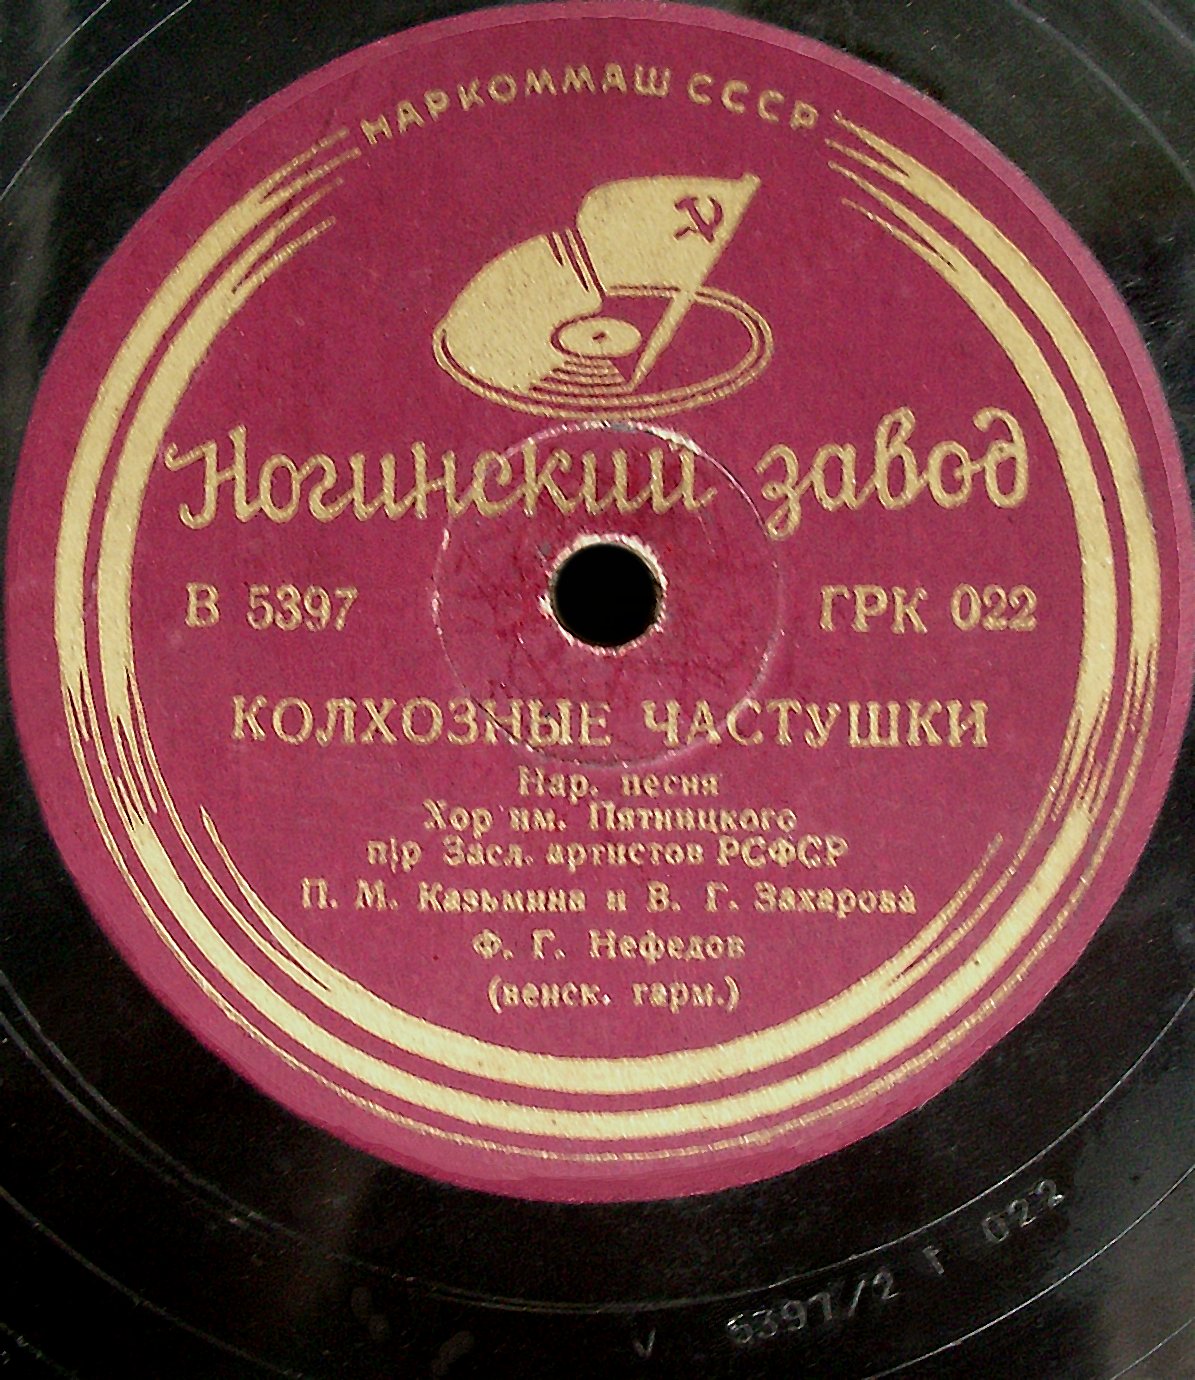 НАРКОММАШ СССР
Ногинский завод
В 5397 ГРК 022
КОЛХОЗНЫЕ ЧАСТУШКИ
Нар. песня
Хор им. Пятницкого
п/р Засл. артистов РСФСР
П. М. Казьмина и В. Г. Захарова
Ф. Г. Нефедов
(венск. гарм.)
V 5397/2 Г 022